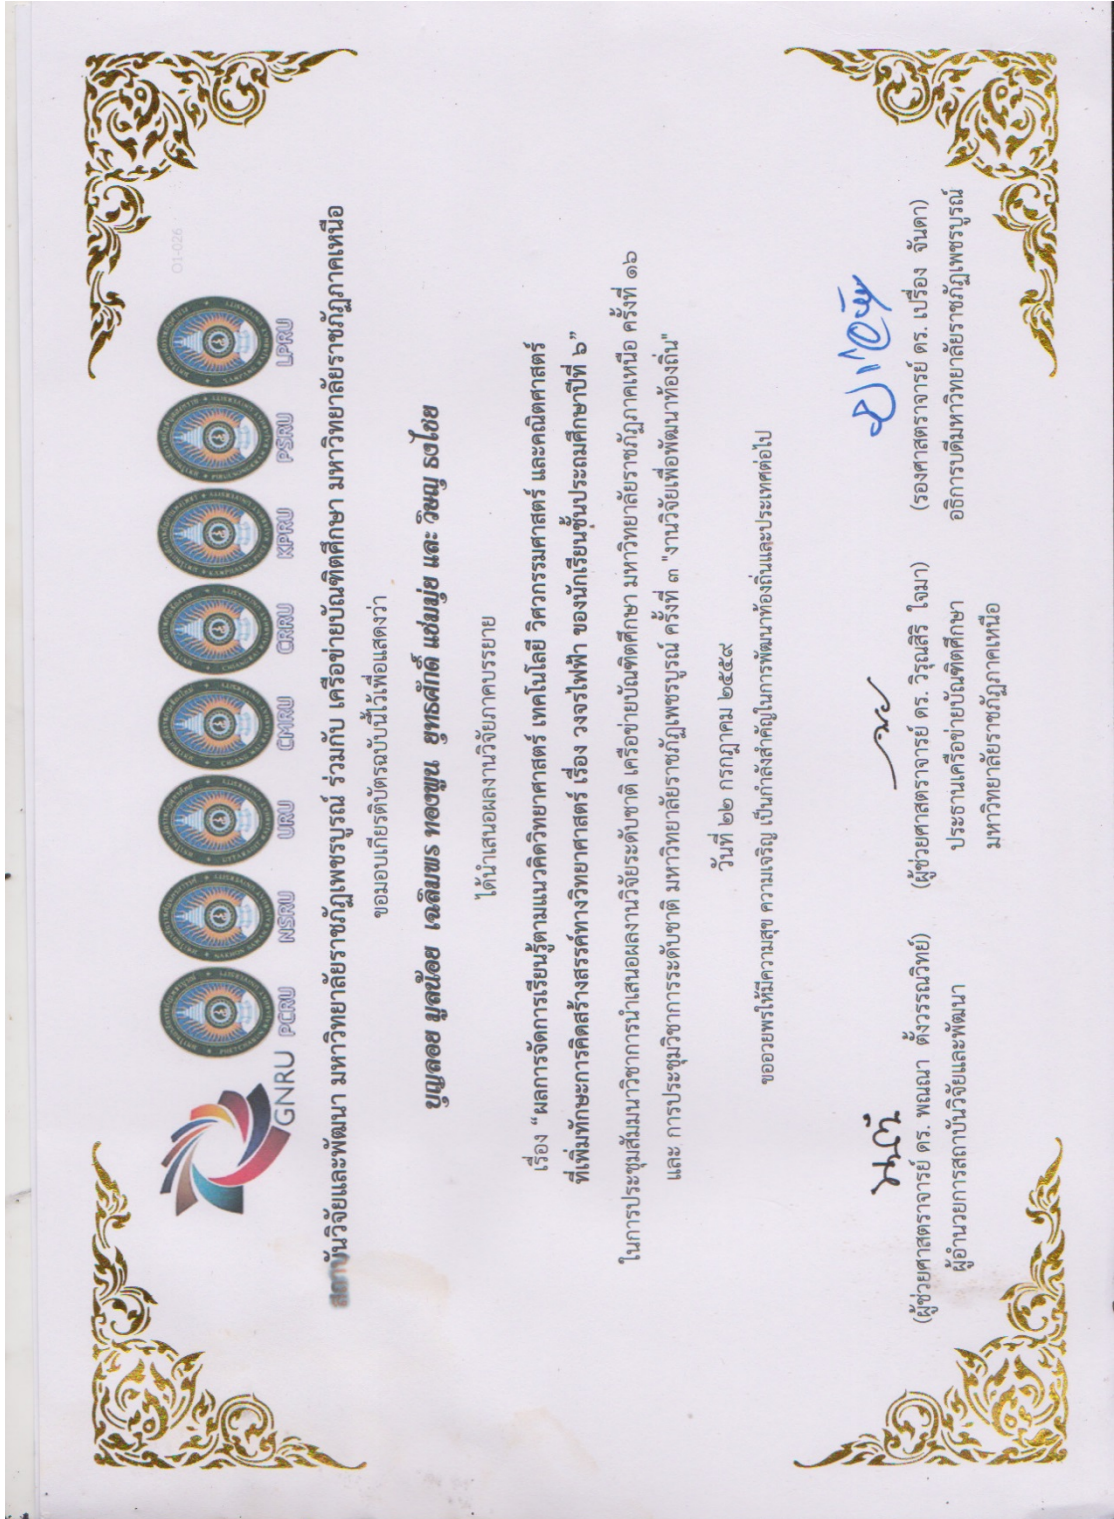 O1-026
GNRU PCRU NSRU URU CMRU CRRU KPRU PSRU LPRU
สถาบันวิจัยและพัฒนา มหาวิทยาลัยราชภัฏเพชรบูรณ์ ร่วมกับ เครือข่ายบัณฑิตศึกษา มหาวิทยาลัยราชภัฏภาคเหนือ
ขอมอบเกียรติบัตรฉบับนี้ไว้เพื่อแสดงว่า
บุญลอย มูลน้อย เฉลิมพร ทองพูน ยุทธศักดิ์ แช่มมุ่ย และ วิษณุ ธงไชย
ได้นำเสนอผลงานวิจัยภาคบรรยาย
เรื่อง “ผลการจัดการเรียนรู้ตามแนวคิดวิทยาศาสตร์ เทคโนโลยี วิศวกรรมศาสตร์ และคณิตศาสตร์
ที่เพิ่มทักษะการคิดสร้างสรรค์ทางวิทยาศาสตร์ เรื่อง วงจรไฟฟ้า ของนักเรียนชั้นประถมศึกษาปีที่ ๖”
ในการประชุมสัมมนาวิชาการนำเสนอผลงานวิจัยระดับชาติ เครือข่ายบัณฑิตศึกษา มหาวิทยาลัยราชภัฏภาคเหนือ ครั้งที่ ๑๖
และ การประชุมวิชาการระดับชาติ มหาวิทยาลัยราชภัฏเพชรบูรณ์ ครั้งที่ ๓ "งานวิจัยเพื่อพัฒนาท้องถิ่น"
วันที่ ๒๒ กรกฎาคม ๒๕๕๙
ขออวยพรให้มีความสุข ความเจริญ เป็นกำลังสำคัญในการพัฒนาท้องถิ่นและประเทศต่อไป
(ผู้ช่วยศาสตราจารย์ ดร. พณณา ตั้งวรรณวิทย์) (ผู้ช่วยศาสตราจารย์ ดร. วิรุณสิริ ใจมา) (รองศาสตราจารย์ ดร. เปรื่อง จันดา)
ผู้อำนวยการสถาบันวิจัยและพัฒนา ประธานเครือข่ายบัณฑิตศึกษา อธิการบดีมหาวิทยาลัยราชภัฏเพชรบูรณ์
มหาวิทยาลัยราชภัฏภาคเหนือ